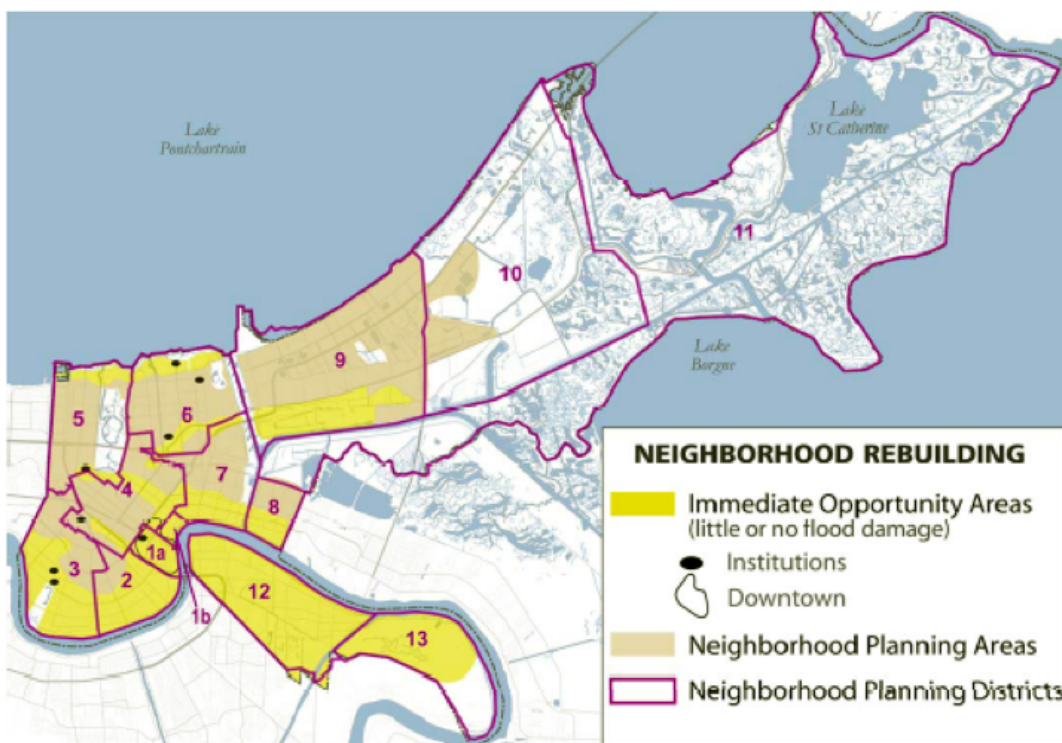 Lake
Pontchartrain
Lake
St Catherine
11
10
Lake
Borgne
9
5
6
7
4
8
3
2
1a
1b
12
13
NEIGHBORHOOD REBUILDING
Immediate Opportunity Areas
(little or no flood damage)
Institutions
Downtown
Neighborhood Planning Areas
Neighborhood Planning Districts